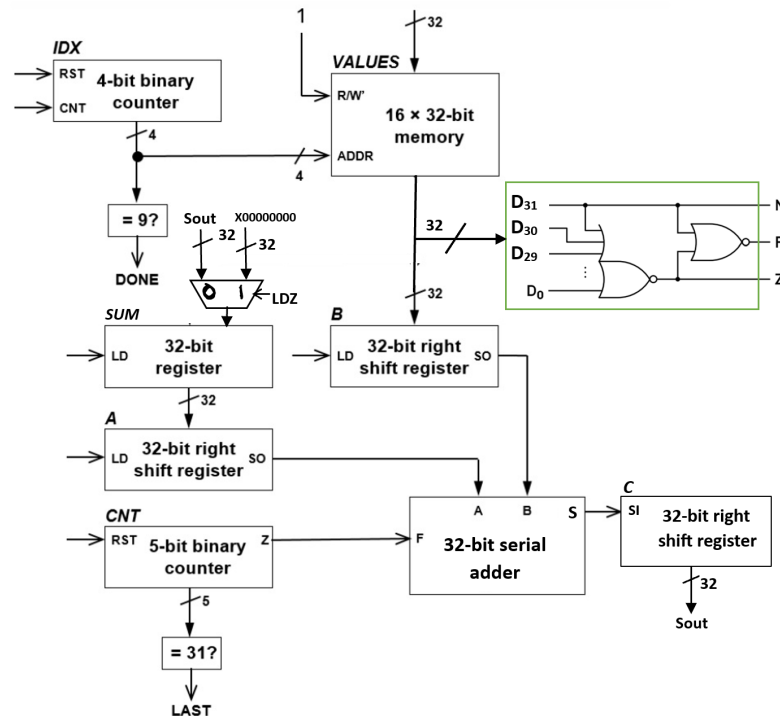 1
32
IDX
RST
CNT
4-bit binary
counter
4
VALUES
R/W'
ADDR
16 × 32-bit
memory
4
= 9?
DONE
Sout
X00000000
32
32
0
1
LDZ
32
32
D31
D30
D29
⋮
D0
N
P
Z
SUM
LD
32-bit
register
B
LD
32-bit right
shift register
SO
32
A
LD
32-bit right
shift register
SO
CNT
RST
5-bit binary
counter
Z
5
= 31?
LAST
A
B
S
F
32-bit serial
adder
C
SI
32-bit right
shift register
32
Sout